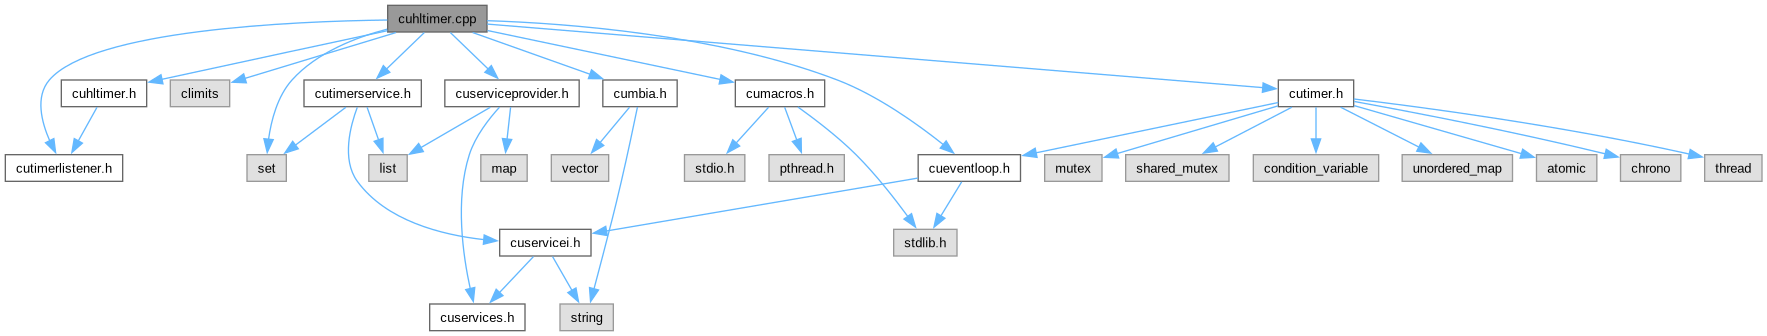 cuhltimer.cpp
cuhltimer.h
climits
cutimerservice.h
cuserviceprovider.h
cumbia.h
cumacros.h
cutimer.h
cutimerlistener.h
set
list
map
vector
stdio.h
pthread.h
cueventloop.h
mutex
shared_mutex
condition_variable
unordered_map
atomic
chrono
thread
cuservicei.h
stdlib.h
cuservices.h
string